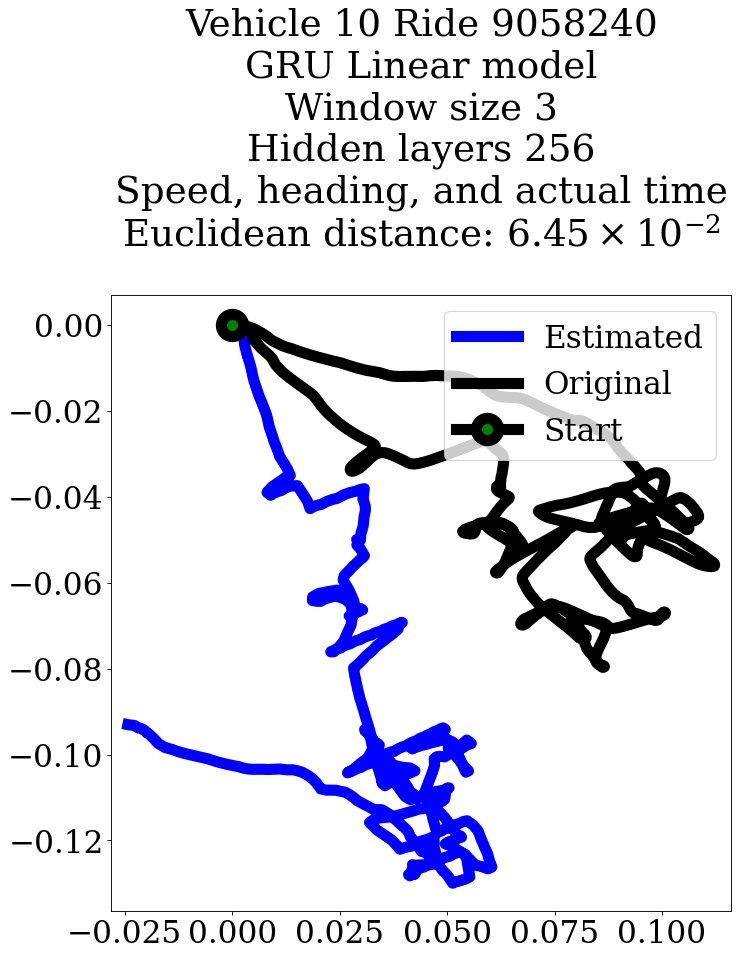 Vehicle 10 Ride 9058240
GRU Linear model
Window size 3
Hidden layers 256
Speed, heading, and actual time
Euclidean distance: 6.45 × 10⁻²
Estimated
Original
Start
0.00
−0.02
−0.04
−0.06
−0.08
−0.10
−0.12
−0.025 0.000 0.025 0.050 0.075 0.100